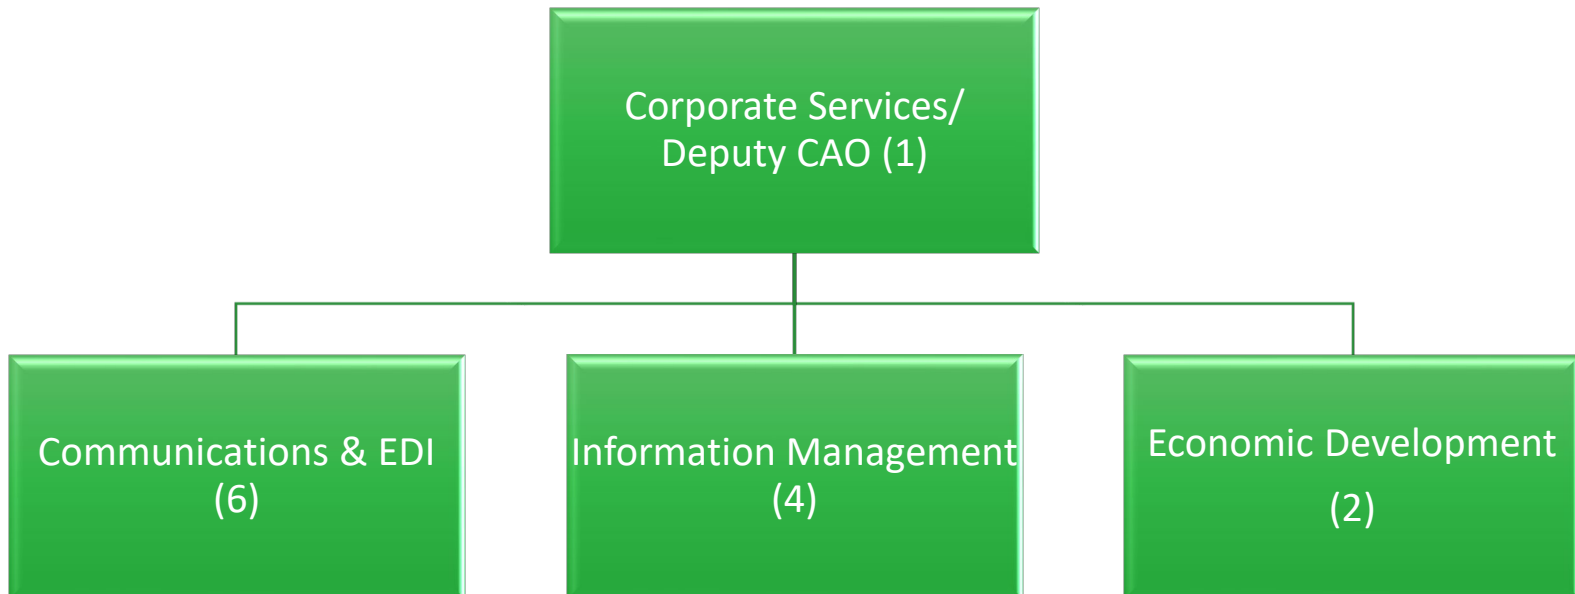 Corporate Services/
Deputy CAO (1)
Communications & EDI
(6)
Information Management
(4)
Economic Development
(2)